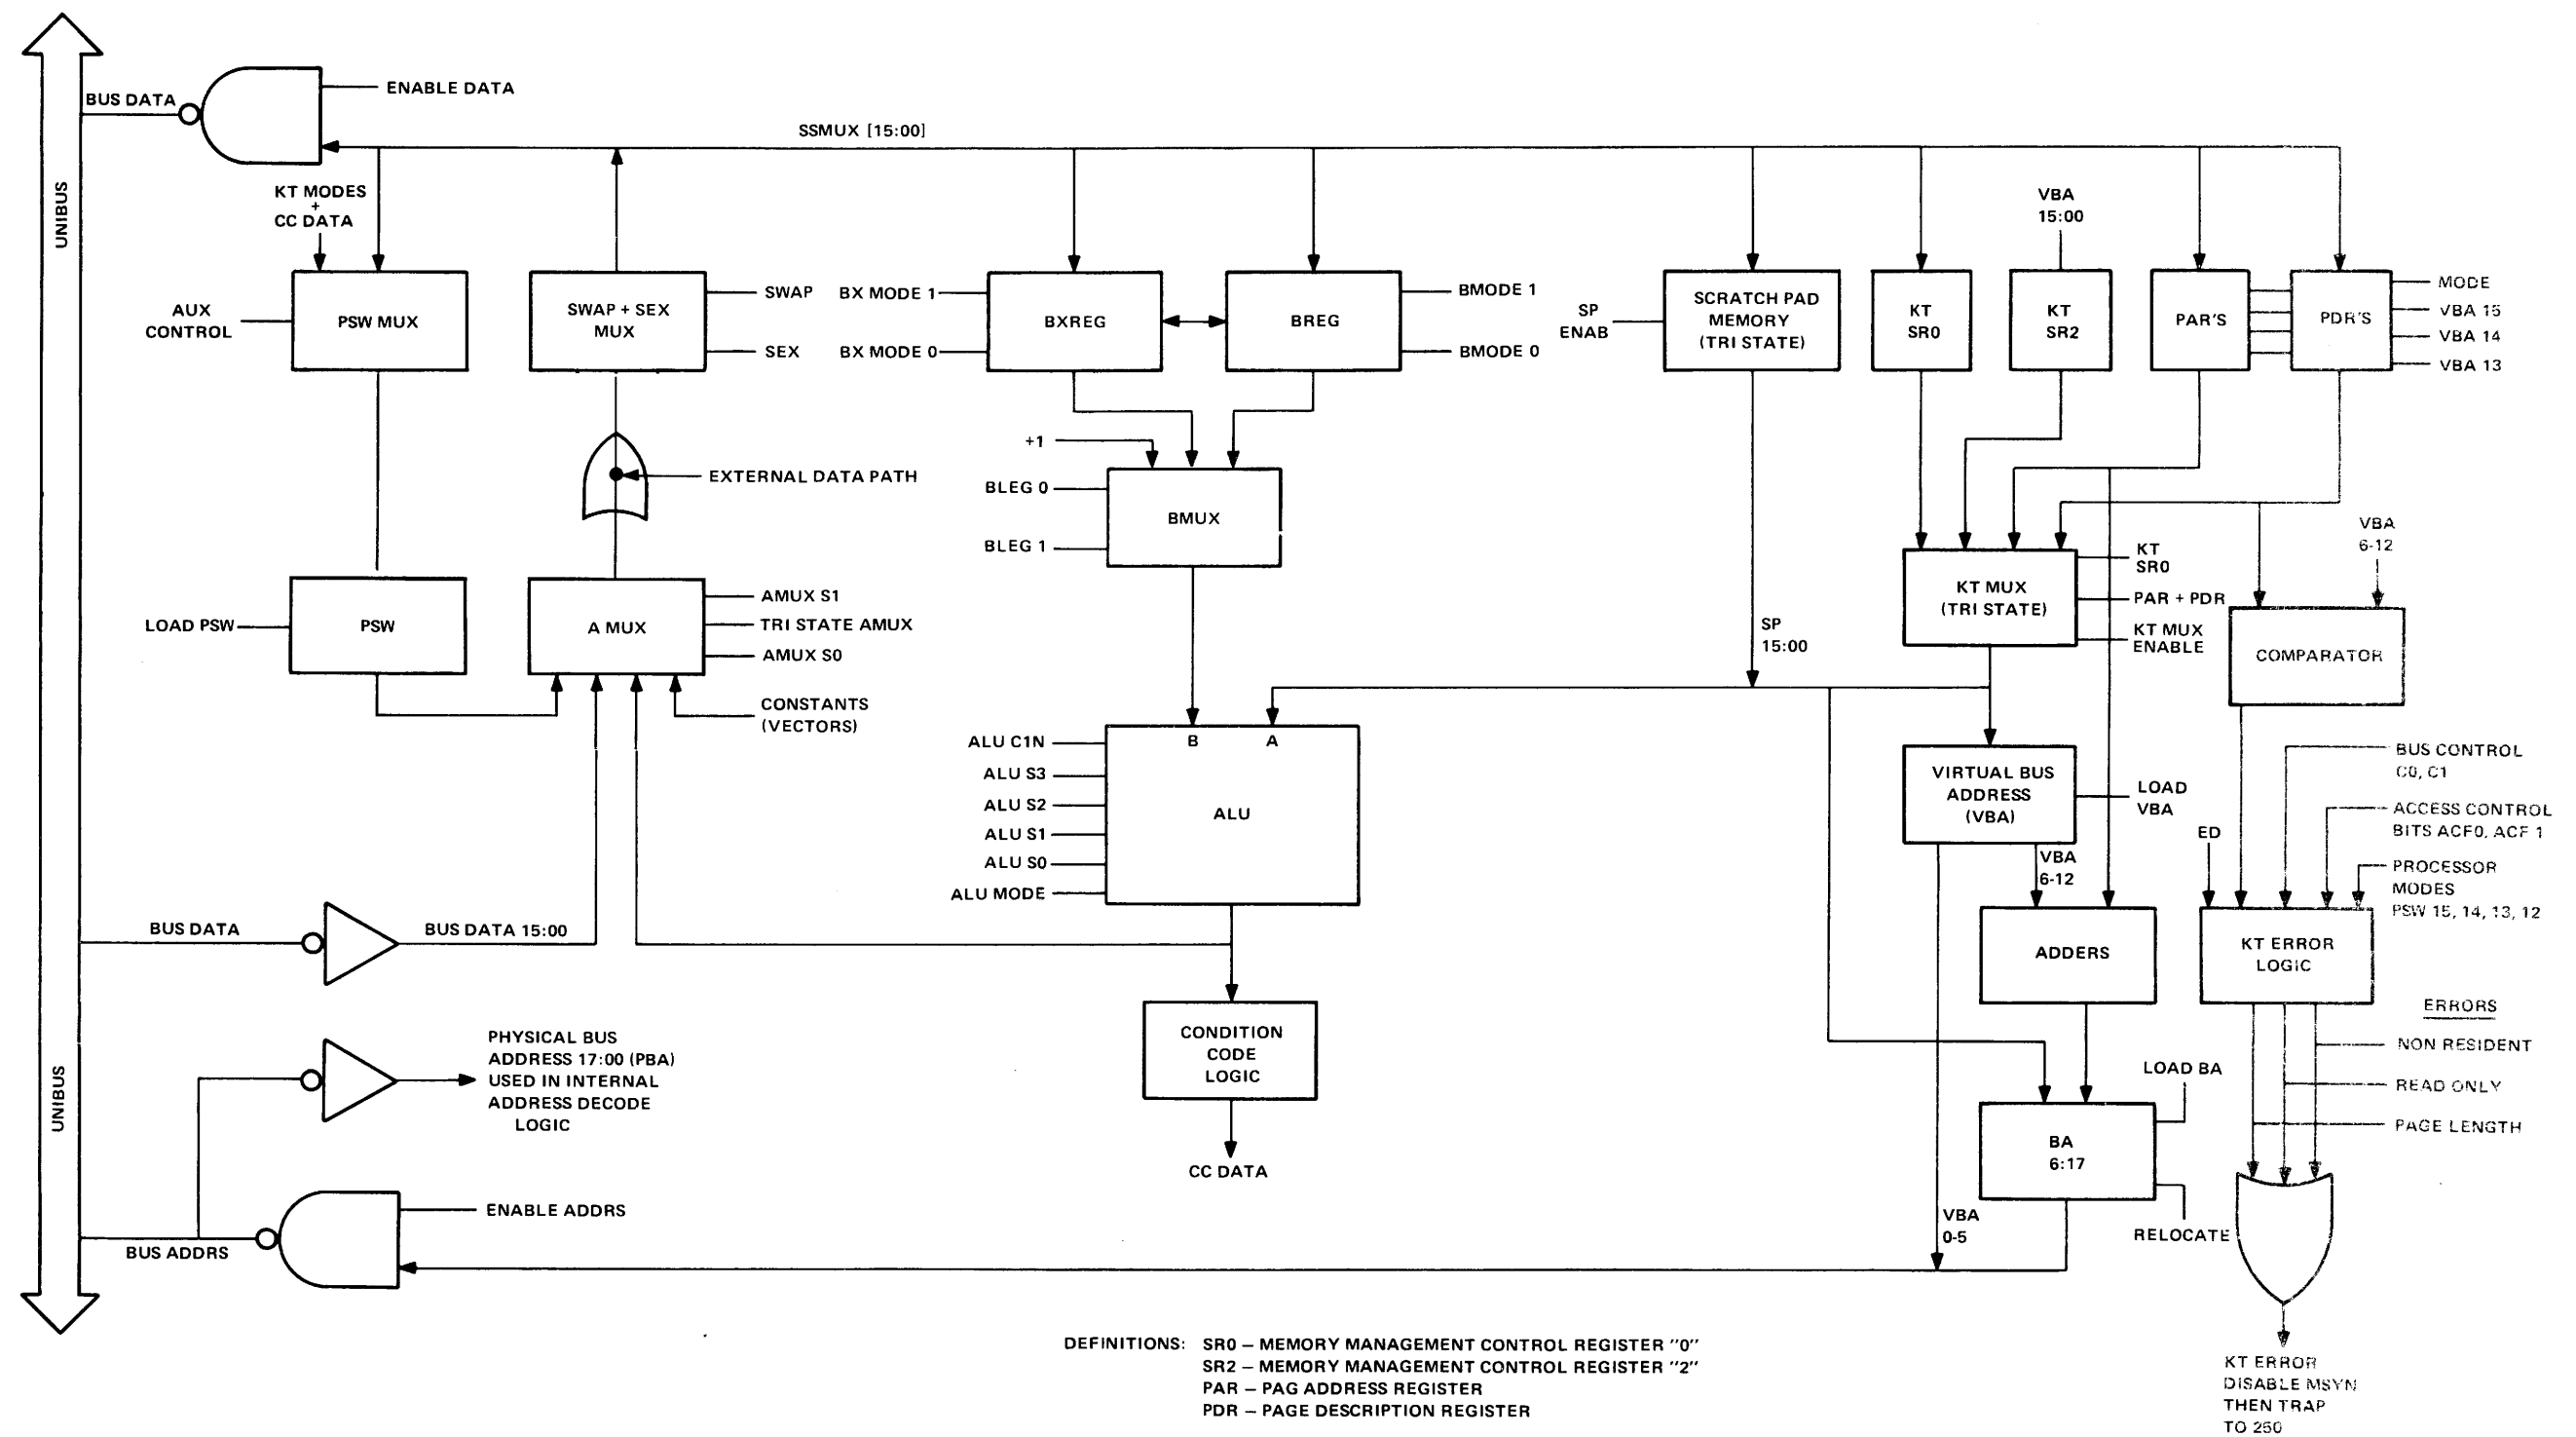 BUS DATA
ENABLE DATA
SSMUX [15:00]
UNIBUS
KT MODES
+
CC DATA
VBA
15:00
AUX
CONTROL
PSW MUX
SWAP + SEX
MUX
SWAP
SEX
BX MODE 1
BX MODE 0
BXREG
BREG
BMODE 1
BMODE 0
SP
ENAB
SCRATCH PAD
MEMORY
(TRI STATE)
KT
SR0
KT
SR2
PAR'S
PDR'S
MODE
VBA 15
VBA 14
VBA 13
+1
EXTERNAL DATA PATH
BLEG 0
BLEG 1
BMUX
VBA
6-12
LOAD PSW
PSW
A MUX
AMUX S1
TRI STATE AMUX
AMUX S0
CONSTANTS
(VECTORS)
SP
15:00
KT MUX
(TRI STATE)
KT
SR0
PAR + PDR
KT MUX
ENABLE
COMPARATOR
B
A
ALU C1N
ALU S3
ALU S2
ALU S1
ALU S0
ALU MODE
ALU
VIRTUAL BUS
ADDRESS
(VBA)
LOAD
VBA
BUS CONTROL
C0, C1
ACCESS CONTROL
BITS ACF0, ACF 1
ED
PROCESSOR
MODES
PSW 15, 14, 13, 12
VBA
6-12
BUS DATA
BUS DATA 15:00
ADDERS
KT ERROR
LOGIC
ERRORS
NON RESIDENT
READ ONLY
PAGE LENGTH
UNIBUS
PHYSICAL BUS
ADDRESS 17:00 (PBA)
USED IN INTERNAL
ADDRESS DECODE
LOGIC
CONDITION
CODE
LOGIC
CC DATA
LOAD BA
BA
6:17
RELOCATE
VBA
0-5
ENABLE ADDRS
BUS ADDRS
DEFINITIONS: SR0 – MEMORY MANAGEMENT CONTROL REGISTER "0"
SR2 – MEMORY MANAGEMENT CONTROL REGISTER "2"
PAR – PAG ADDRESS REGISTER
PDR – PAGE DESCRIPTION REGISTER
KT ERROR
DISABLE MSYN
THEN TRAP
TO 250